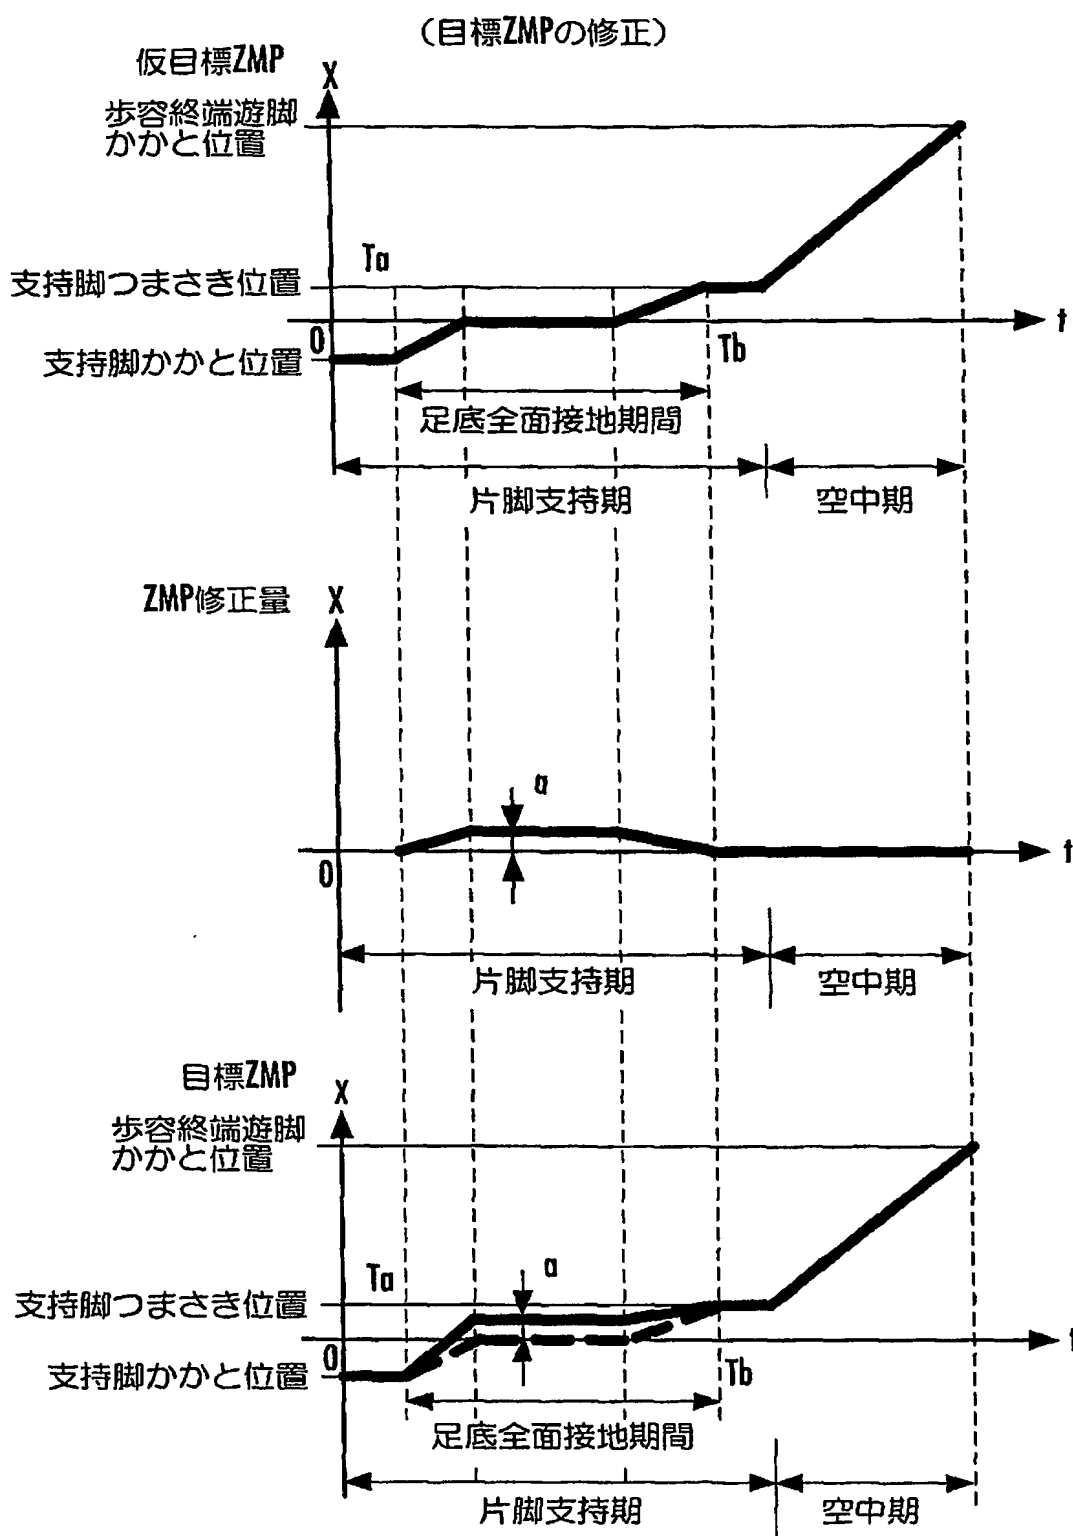 （目標ZMPの修正）
仮目標ZMP
X
歩容終端遊脚
かかと位置
Ta
支持脚つまさき位置
t
0
Tb
支持脚かかと位置
足底全面接地期間
片脚支持期
空中期
ZMP修正量
X
a
t
0
片脚支持期
空中期
目標ZMP
X
歩容終端遊脚
かかと位置
Ta
a
支持脚つまさき位置
t
0
Tb
支持脚かかと位置
足底全面接地期間
片脚支持期
空中期